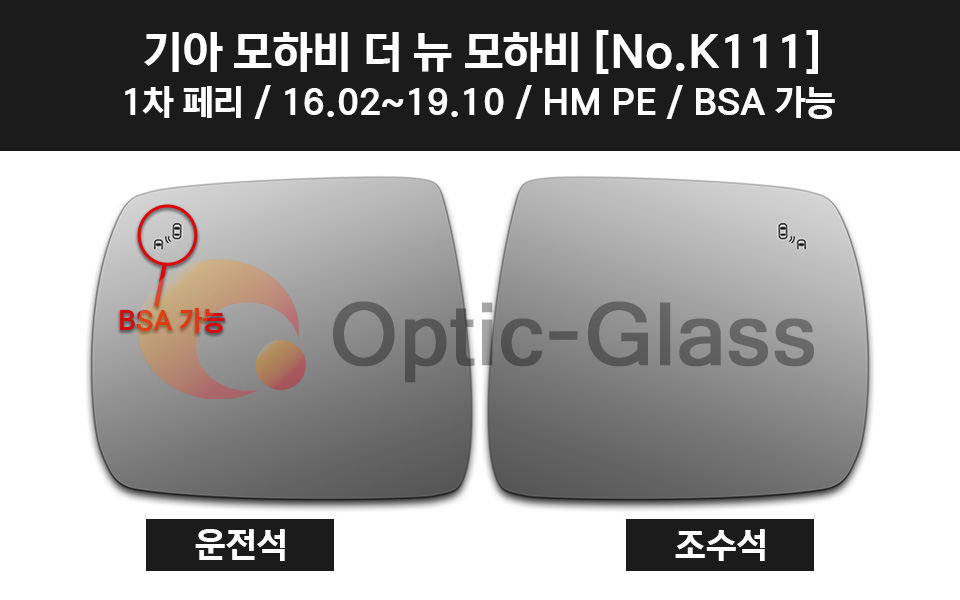 기아 모하비 더 뉴 모하비 [No.K111]
1차 페리 / 16.02~19.10 / HM PE / BSA 가능
BSA 가능
Optic-Glass
운전석
조수석